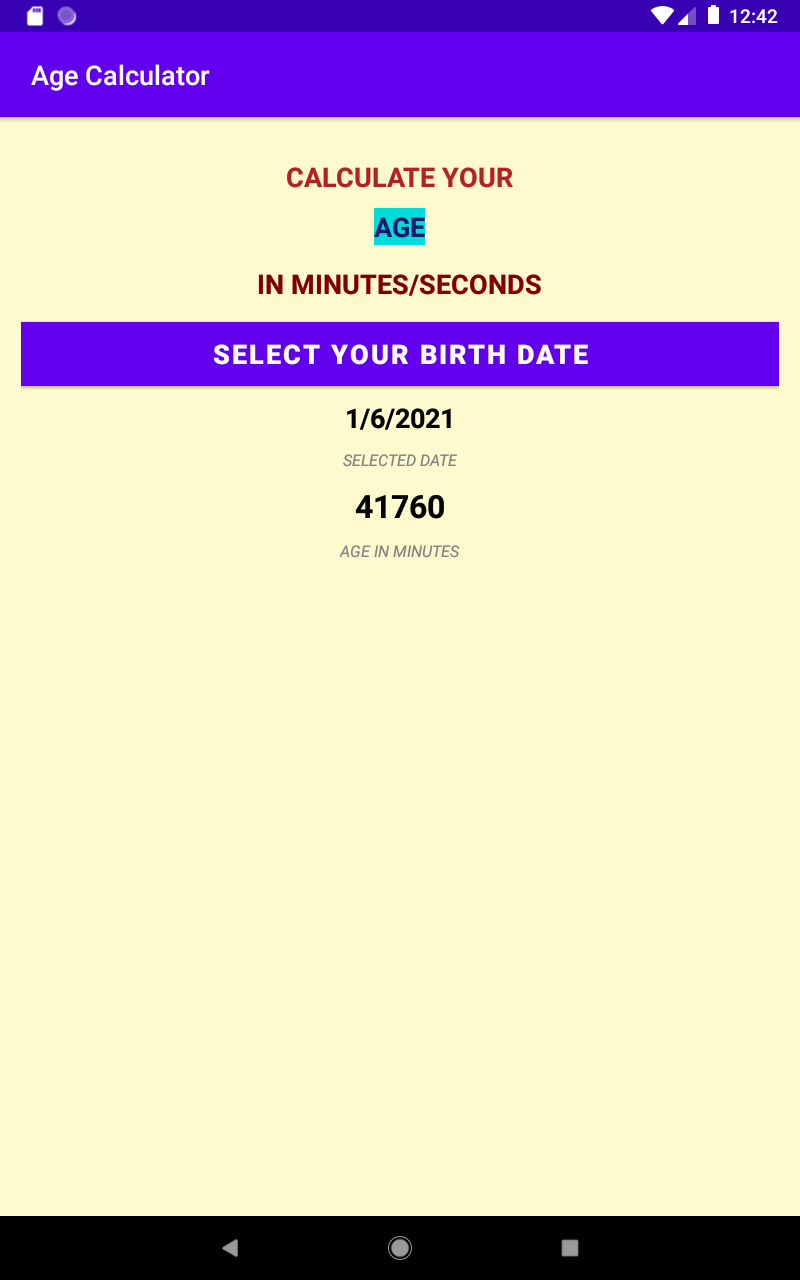 12:42
Age Calculator
CALCULATE YOUR
AGE
IN MINUTES/SECONDS
SELECT YOUR BIRTH DATE
1/6/2021
SELECTED DATE
41760
AGE IN MINUTES